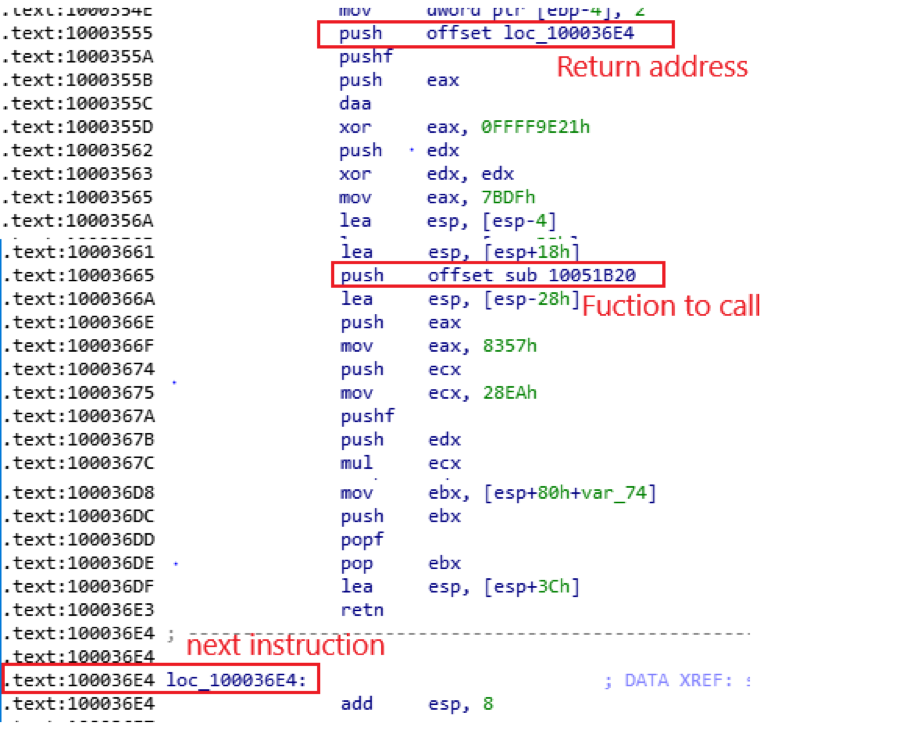 .text:1000354E mov dword ptr [ebp-4], 2
.text:10003555 push offset loc_100036E4
Return address
.text:1000355A pushf
.text:1000355B push eax
.text:1000355C daa
.text:1000355D xor eax, 0FFFF9E21h
.text:10003562 push edx
.text:10003563 xor edx, edx
.text:10003565 mov eax, 7BDFh
.text:1000356A lea esp, [esp-4]
.text:10003661 lea esp, [esp+18h]
.text:10003665 push offset sub 10051B20
.text:1000366A lea esp, [esp-28h]
Fuction to call
.text:1000366E push eax
.text:1000366F mov eax, 8357h
.text:10003674 push ecx
.text:10003675 mov ecx, 28EAh
.text:1000367A pushf
.text:1000367B push edx
.text:1000367C mul ecx
.text:100036D8 mov ebx, [esp+80h+var_74]
.text:100036DC push ebx
.text:100036DD popf
.text:100036DE pop ebx
.text:100036DF lea esp, [esp+3Ch]
.text:100036E3 retn
.text:100036E4 ; ---------------------------------------------------------------------------
next instruction
.text:100036E4
.text:100036E4 loc_100036E4: ; DATA XREF:
.text:100036E4 add esp, 8